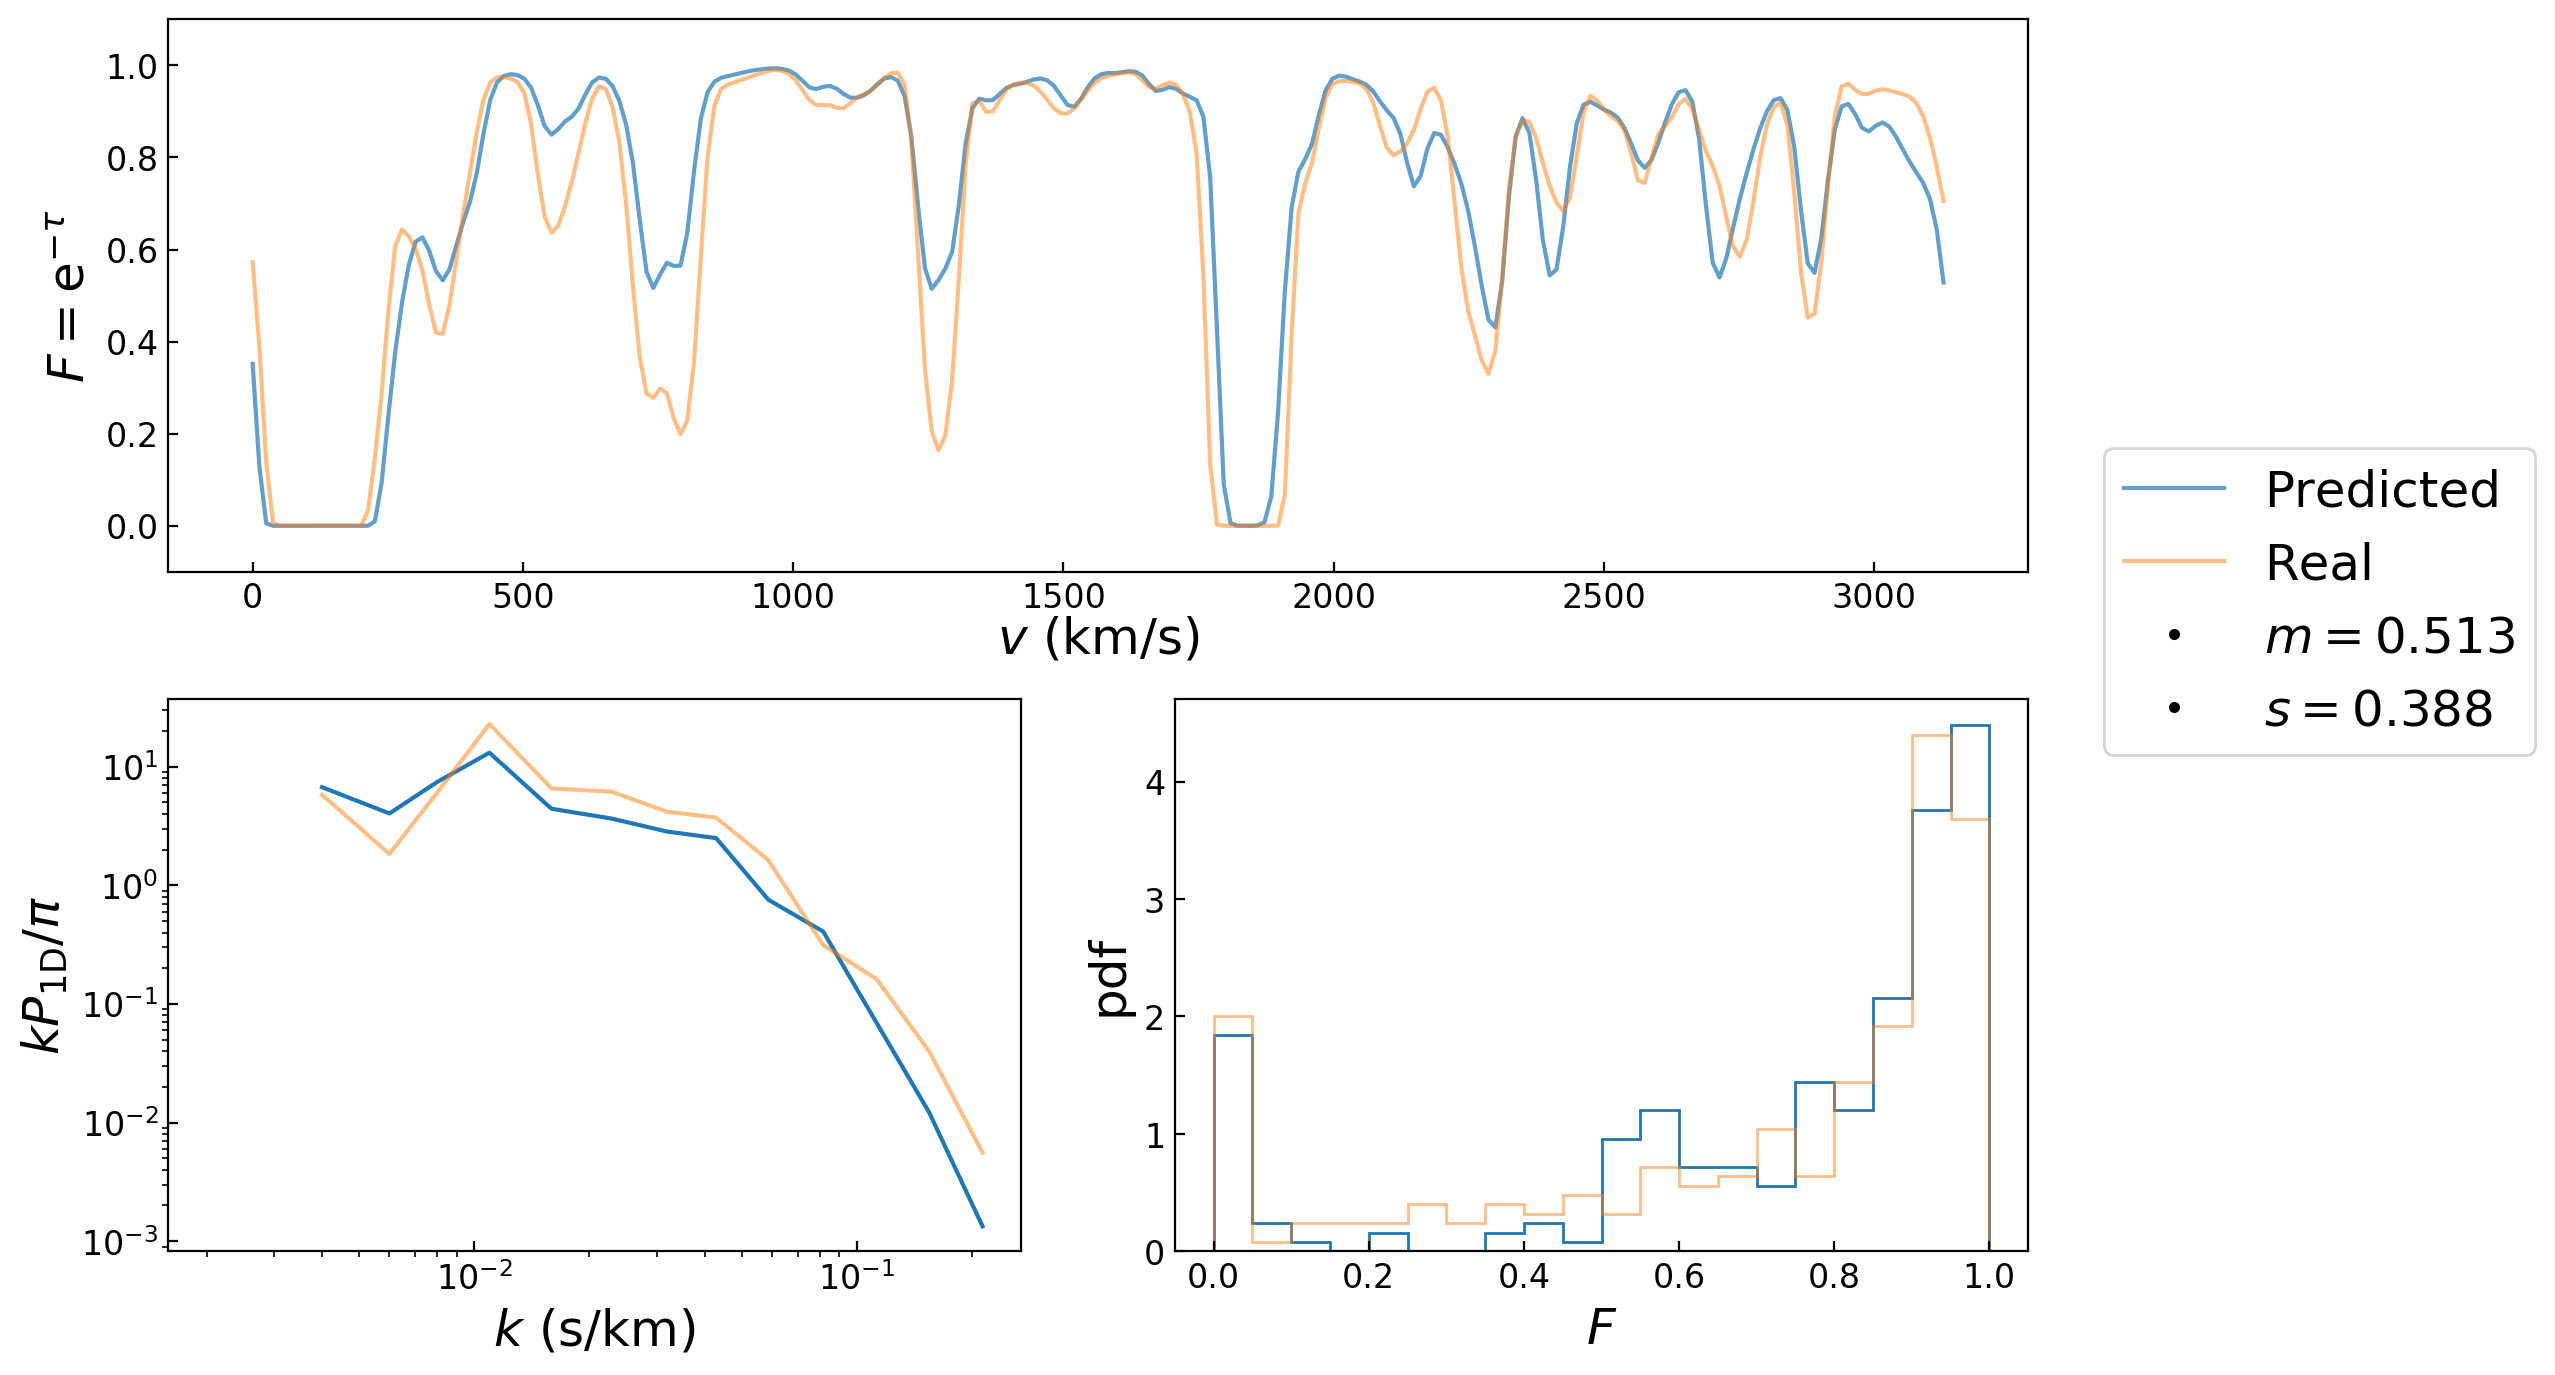 1.0
0.8
0.6
0.4
0.2
0.0
F = e^{−τ}
0 500 1000 1500 2000 2500 3000
v (km/s)
Predicted
Real
m = 0.513
s = 0.388
10^1
10^0
10^{−1}
10^{−2}
10^{−3}
kP_{1D}/π
10^{−2} 10^{−1}
k (s/km)
4
3
2
1
0
pdf
0.0 0.2 0.4 0.6 0.8 1.0
F